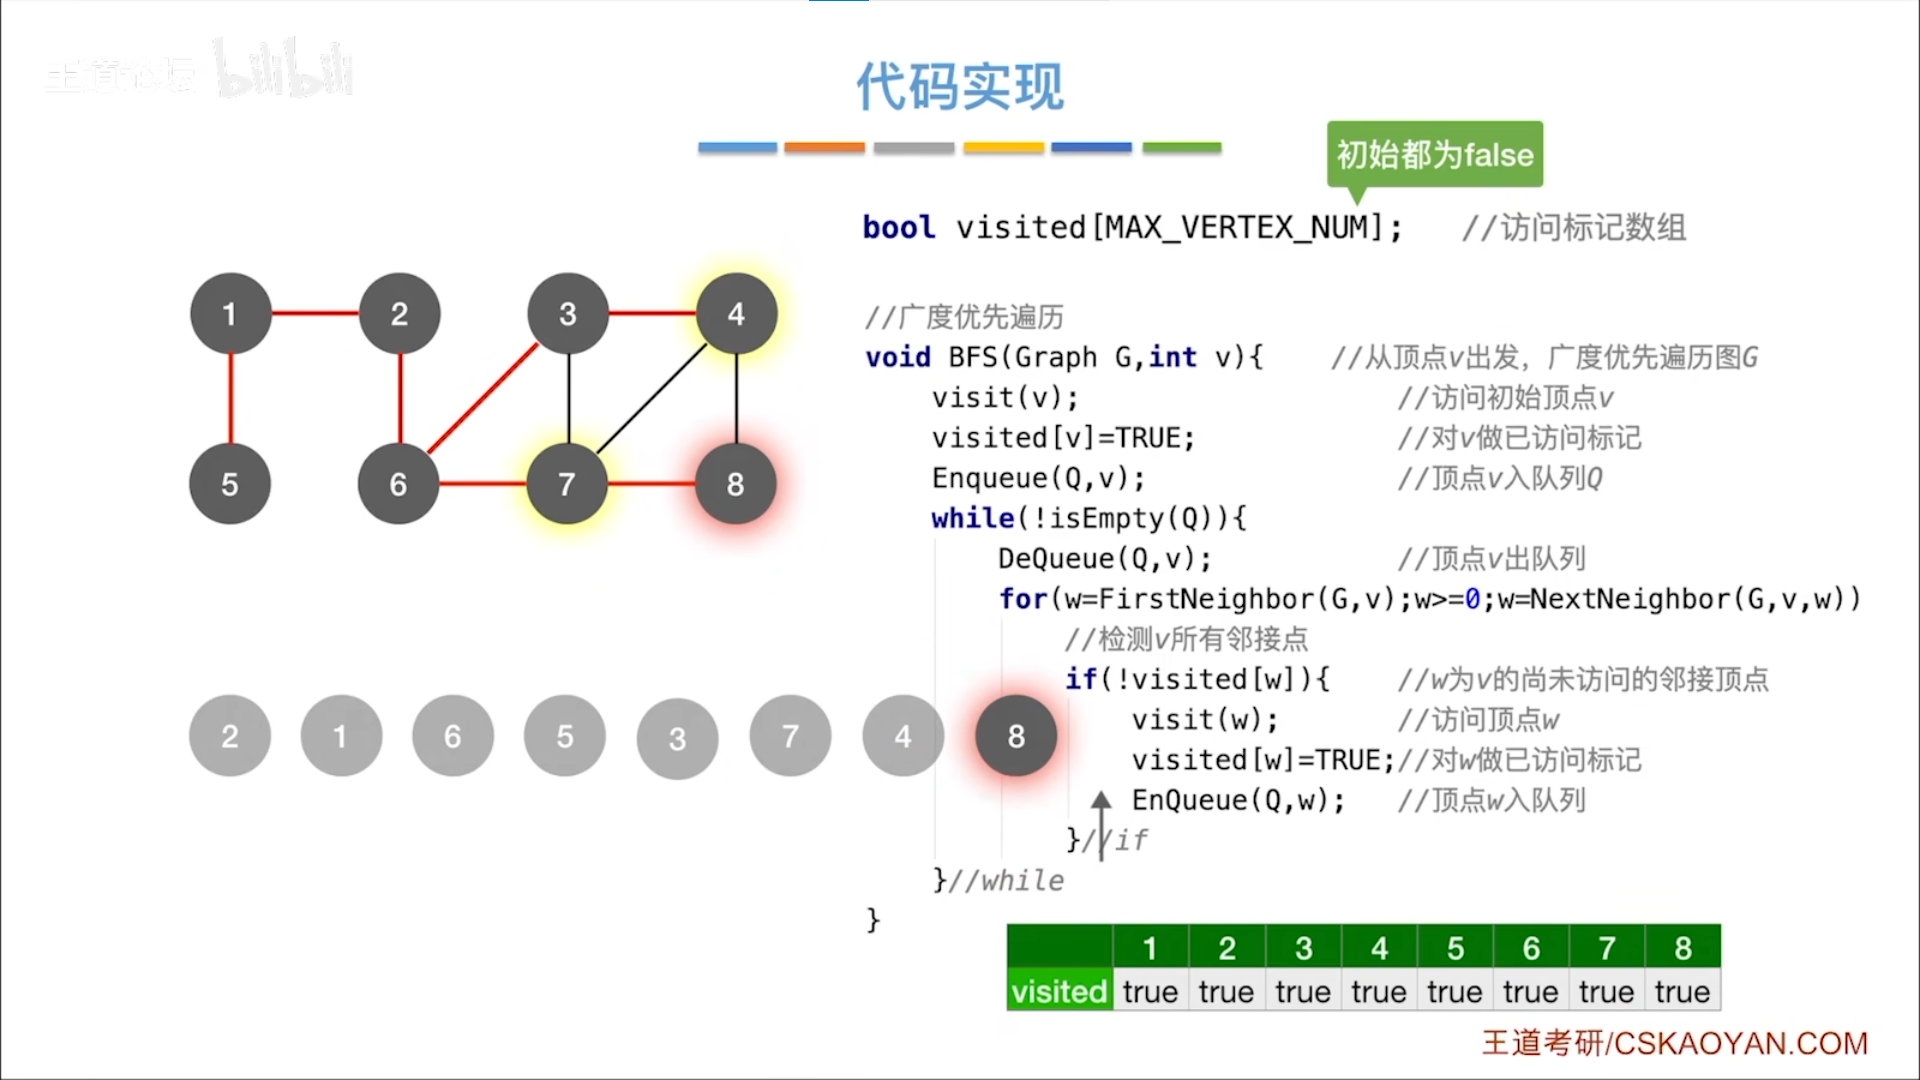 王道论坛 bilibili
代码实现
初始都为false
bool visited[MAX_VERTEX_NUM]; //访问标记数组
//广度优先遍历
void BFS(Graph G,int v){ //从顶点v出发，广度优先遍历图G
visit(v); //访问初始顶点v
visited[v]=TRUE; //对v做已访问标记
Enqueue(Q,v); //顶点v入队列Q
while(!isEmpty(Q)){
DeQueue(Q,v); //顶点v出队列
for(w=FirstNeighbor(G,v);w>=0;w=NextNeighbor(G,v,w))
//检测v所有邻接点
if(!visited[w]){ //w为v的尚未访问的邻接顶点
visit(w); //访问顶点w
visited[w]=TRUE;//对w做已访问标记
EnQueue(Q,w); //顶点w入队列
}//if
}//while
}
1 2 3 4
5 6 7 8
2 1 6 5 3 7 4 8
1 2 3 4 5 6 7 8
visited true true true true true true true true
王道考研/CSKAOYAN.COM